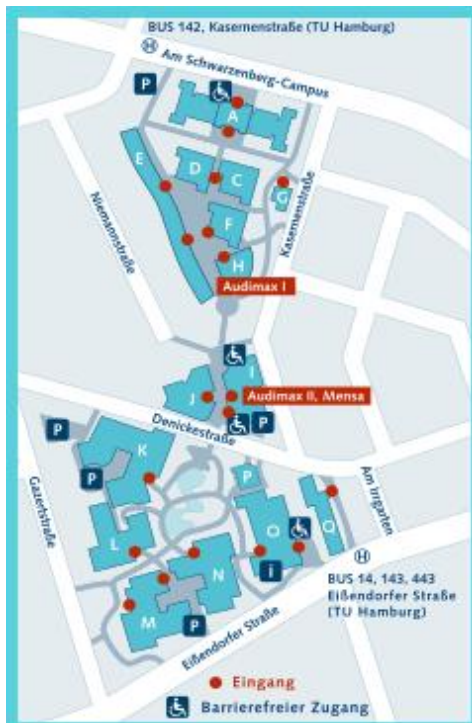 BUS 142, Kasernenstraße (TU Hamburg)
H
Am Schwarzenberg-Campus
P
A
E
D
C
G
F
H
Niemannstraße
Kasernenstraße
Audimax I
I
J
Audimax II, Mensa
Denickestraße
P
P
P
K
P
Gazertstraße
Am Irrgarten
L
O
Q
N
i
H
M
P
BUS 14, 143, 443
Eißendorfer Straße
(TU Hamburg)
Eißendorfer Straße
Eingang
Barrierefreier Zugang